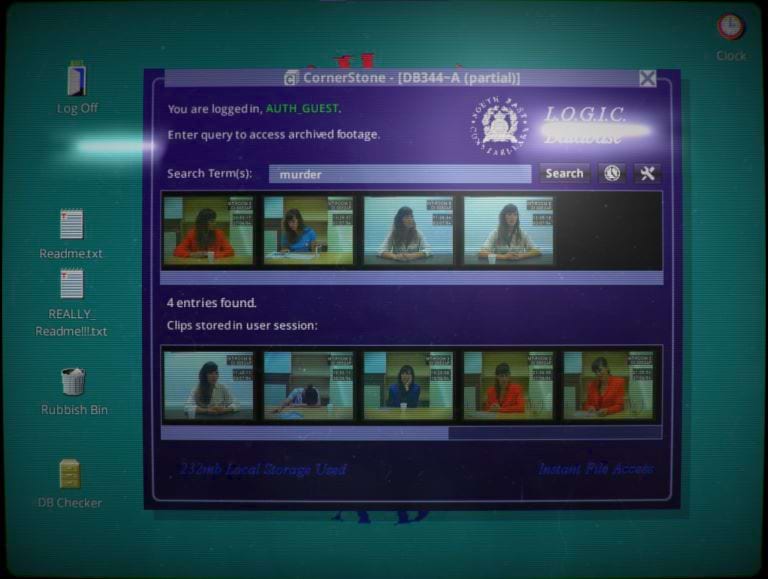 Clock
CornerStone - [DB344~A (partial)]
Log Off
You are logged in, AUTH_GUEST.
Enter query to access archived footage.
SOUTH EAST
L.O.G.I.C.
Database
Search Term(s):
murder
Search
Readme.txt
REALLY_
Readme!!!.txt
4 entries found.
Clips stored in user session:
Rubbish Bin
232mb Local Storage Used
Instant File Access
DB Checker